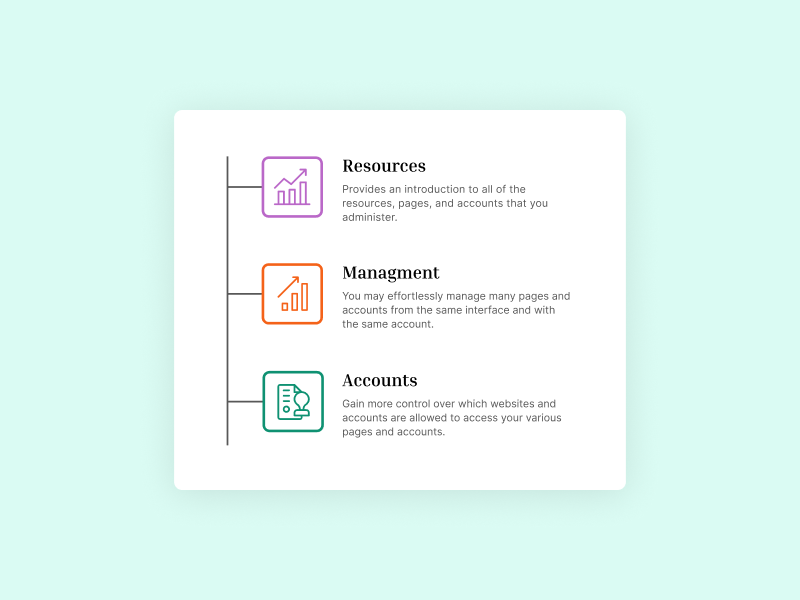 Resources
Provides an introduction to all of the
resources, pages, and accounts that you
administer.
Managment
You may effortlessly manage many pages and
accounts from the same interface and with
the same account.
Accounts
Gain more control over which websites and
accounts are allowed to access your various
pages and accounts.